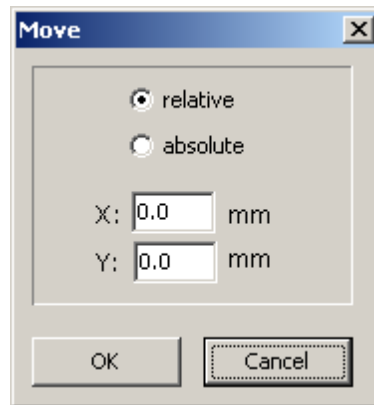 Move
relative
absolute
X: 0.0 mm
Y: 0.0 mm
OK Cancel